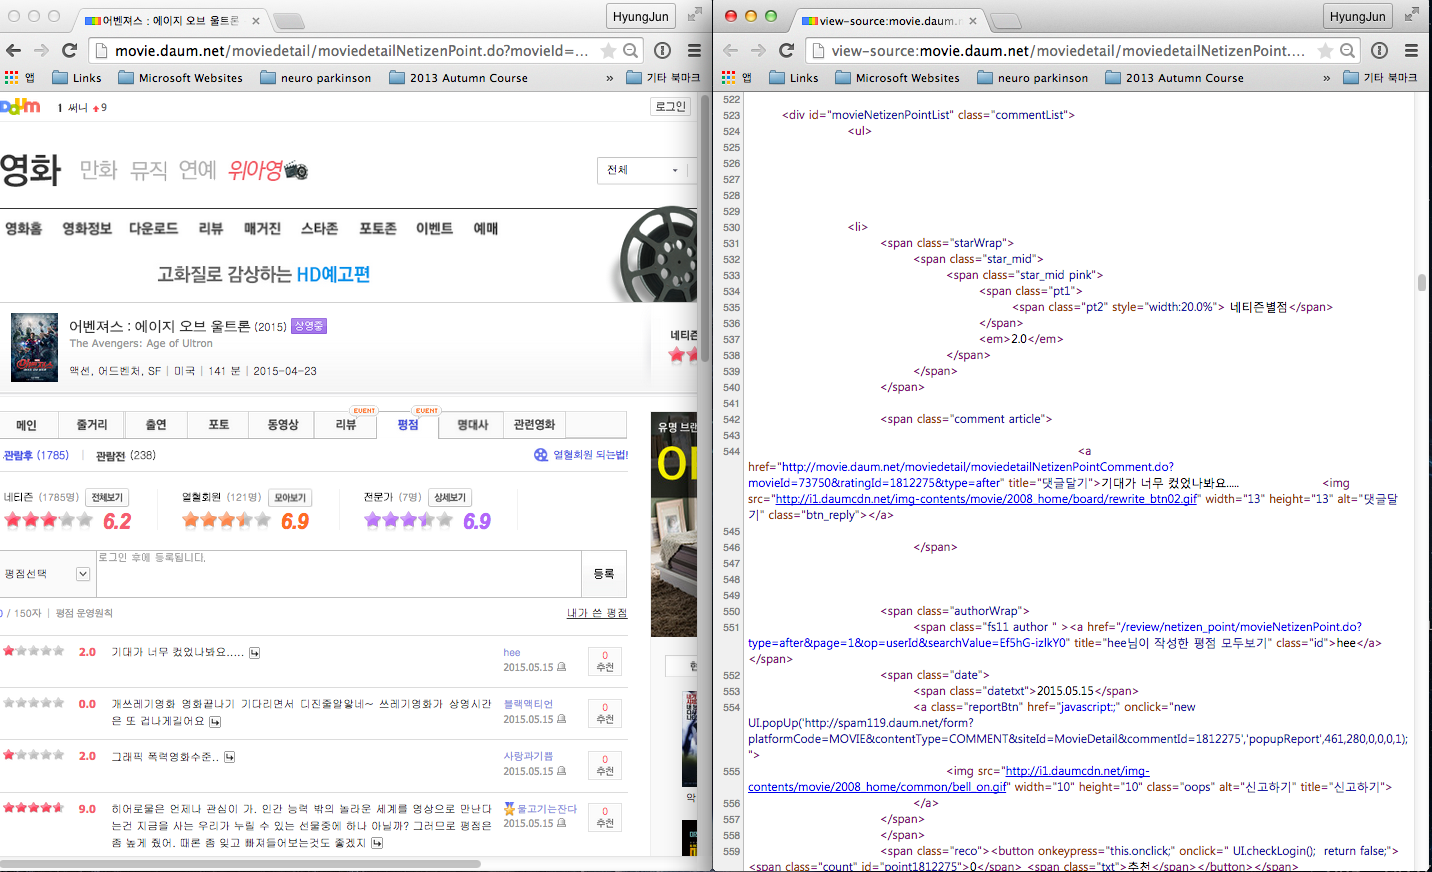 어벤져스 : 에이지 오브 울트론
HyungJun
movie.daum.net/moviedetail/moviedetailNetizenPoint.do?movieId=...
앱 Links Microsoft Websites neuro parkinson 2013 Autumn Course » 기타 북마크
Daum 1 써니 9 로그인
영화 만화 뮤직 연예 위아영 전체
영화홈 영화정보 다운로드 리뷰 매거진 스타존 포토존 이벤트 예매
고화질로 감상하는 HD예고편
어벤져스 : 에이지 오브 울트론 (2015) 상영중
The Avengers: Age of Ultron
액션, 어드벤처, SF | 미국 | 141 분 | 2015-04-23
네티즌
EVENT EVENT
메인 줄거리 출연 포토 동영상 리뷰 평점 명대사 관련영화
관람후 (1785) | 관람전 (238) 열혈회원 되는법!
네티즌 (1785명) 전체보기 열혈회원 (121명) 모아보기 전문가 (7명) 상세보기
6.2 6.9 6.9
로그인 후에 등록됩니다.
평점선택 등록
0 / 150자 | 평점 운영원칙 내가 쓴 평점
2.0 기대가 너무 컸었나봐요..... hee 0
2015.05.15 추천
0.0 개쓰레기영화 영화끝나기 기다리면서 디진줄알앟네~ 쓰레기영화가 상영시간 블랙액티언 0
은 또 겁나게길어요 2015.05.15 추천
2.0 그래픽 폭력영화수준.. 사랑과기쁨 0
2015.05.15 추천
9.0 히어로물은 언제나 관심이 가. 인간 능력 밖의 놀라운 세계를 영상으로 만난다 물고기는잔다 0
는건 지금을 사는 우리가 누릴 수 있는 선물중에 하나 아닐까? 그러므로 평점은 2015.05.15 추천
좀 높게 줬어. 때론 좀 잊고 빠져들어보는것도 좋겠지
유명 브랜
view-source:movie.daum.n
HyungJun
view-source:movie.daum.net/moviedetail/moviedetailNetizenPoint....
앱 Links Microsoft Websites neuro parkinson 2013 Autumn Course » 기타 북마크
522
523 <div id="movieNetizenPointList" class="commentList">
524 <ul>
525
526
527
528
529
530 <li>
531 <span class="starWrap">
532 <span class="star_mid">
533 <span class="star_mid pink">
534 <span class="pt1">
535 <span class="pt2" style="width:20.0%"> 네티즌별점</span>
536 </span>
537 <em>2.0</em>
538 </span>
539 </span>
540 </span>
541
542 <span class="comment article">
543
544 <a
href="http://movie.daum.net/moviedetail/moviedetailNetizenPointComment.do?
movieId=73750&ratingId=1812275&type=after" title="댓글달기">기대가 너무 컸었나봐요..... <img
src="http://i1.daumcdn.net/img-contents/movie/2008_home/board/rewrite_btn02.gif" width="13" height="13" alt="댓글달
기" class="btn_reply"></a>
545
546 </span>
547
548
549
550 <span class="authorWrap">
551 <span class="fs11 author " ><a href="/review/netizen_point/movieNetizenPoint.do?
type=after&page=1&op=userId&searchValue=Ef5hG-izlkY0" title="hee님이 작성한 평점 모두보기" class="id">hee</a>
</span>
552 <span class="date">
553 <span class="datetxt">2015.05.15</span>
554 <a class="reportBtn" href="javascript:;" onclick="new
UI.popUp('http://spam119.daum.net/form?
platformCode=MOVIE&contentType=COMMENT&siteId=MovieDetail&commentId=1812275','popupReport',461,280,0,0,0,1);
">
555 <img src="http://i1.daumcdn.net/img-
contents/movie/2008_home/common/bell_on.gif" width="10" height="10" class="oops" alt="신고하기" title="신고하기">
556 </a>
557 </span>
558 </span>
559 <span class="reco"><button onkeypress="this.onclick;" onclick=" UI.checkLogin(); return false;">
<span class="count" id="point1812275">0</span> <span class="txt">추천</span></button></span>